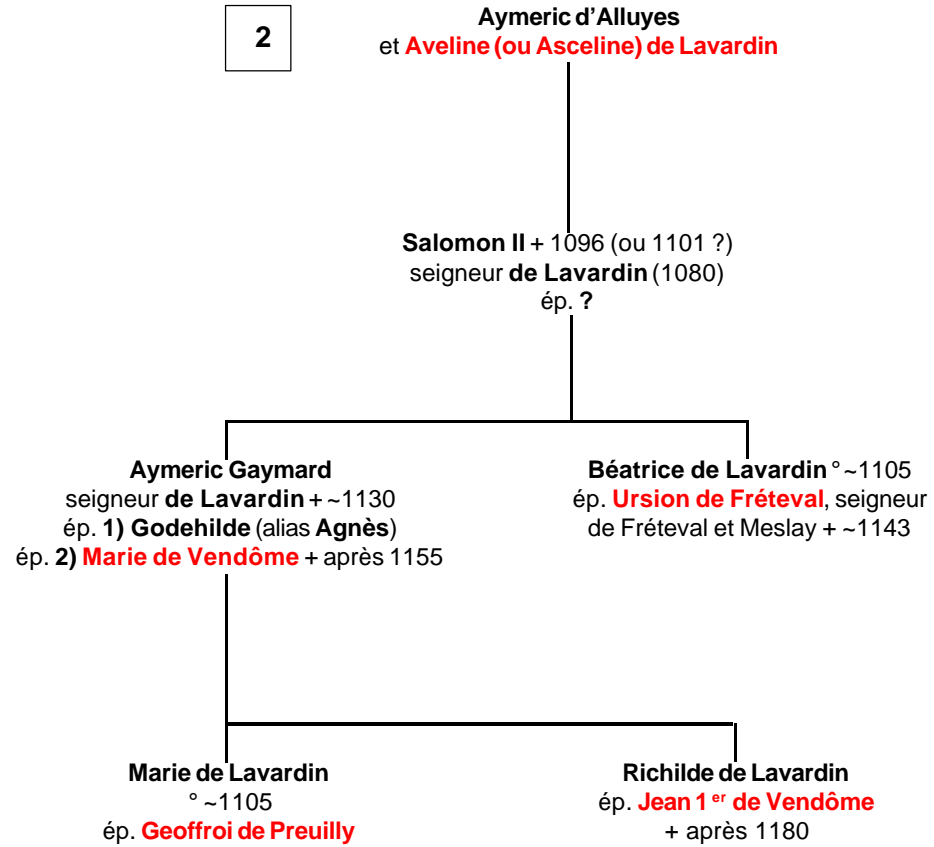 2
Aymeric d'Alluyes
et Aveline (ou Asceline) de Lavardin
Salomon II + 1096 (ou 1101 ?)
seigneur de Lavardin (1080)
ép. ?
Aymeric Gaymard
seigneur de Lavardin + ~1130
ép. 1) Godehilde (alias Agnès)
ép. 2) Marie de Vendôme + après 1155
Béatrice de Lavardin ° ~1105
ép. Ursion de Fréteval, seigneur
de Fréteval et Meslay + ~1143
Marie de Lavardin
° ~1105
ép. Geoffroi de Preuilly
Richilde de Lavardin
ép. Jean 1er de Vendôme
+ après 1180